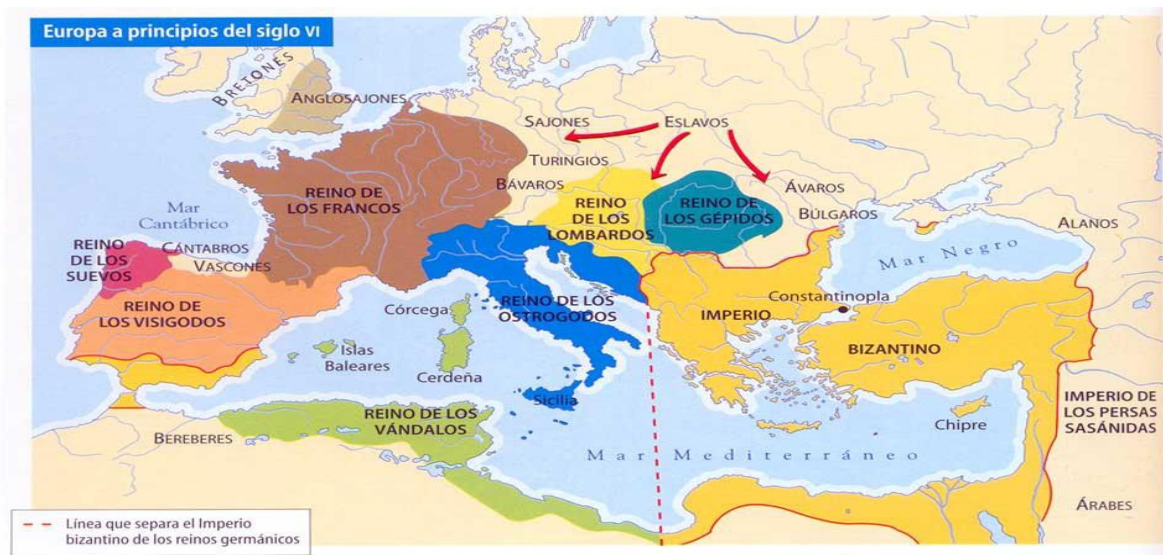 Europa a principios del siglo VI
BRETONES
ANGLOSAJONES
SAJONES
ESLAVOS
TURINGIOS
BÁVAROS
REINO DE
LOS FRANCOS
REINO
DE LOS
LOMBARDOS
REINO DE
LOS GÉPIDOS
ÁVAROS
BÚLGAROS
ALANOS
Mar
Cantábrico
REINO
DE LOS
SUEVOS
CÁNTABROS
VASCONES
REINO DE
LOS VISIGODOS
Córcega
Islas
Baleares
Cerdeña
REINO DE LOS
OSTROGODOS
Sicilia
Mar Negro
Constantinopla
IMPERIO
BIZANTINO
IMPERIO DE
LOS PERSAS
SASÁNIDAS
Chipre
REINO DE LOS
VÁNDALOS
BEREBERES
Mar Mediterráneo
ÁRABES
Línea que separa el Imperio
bizantino de los reinos germánicos